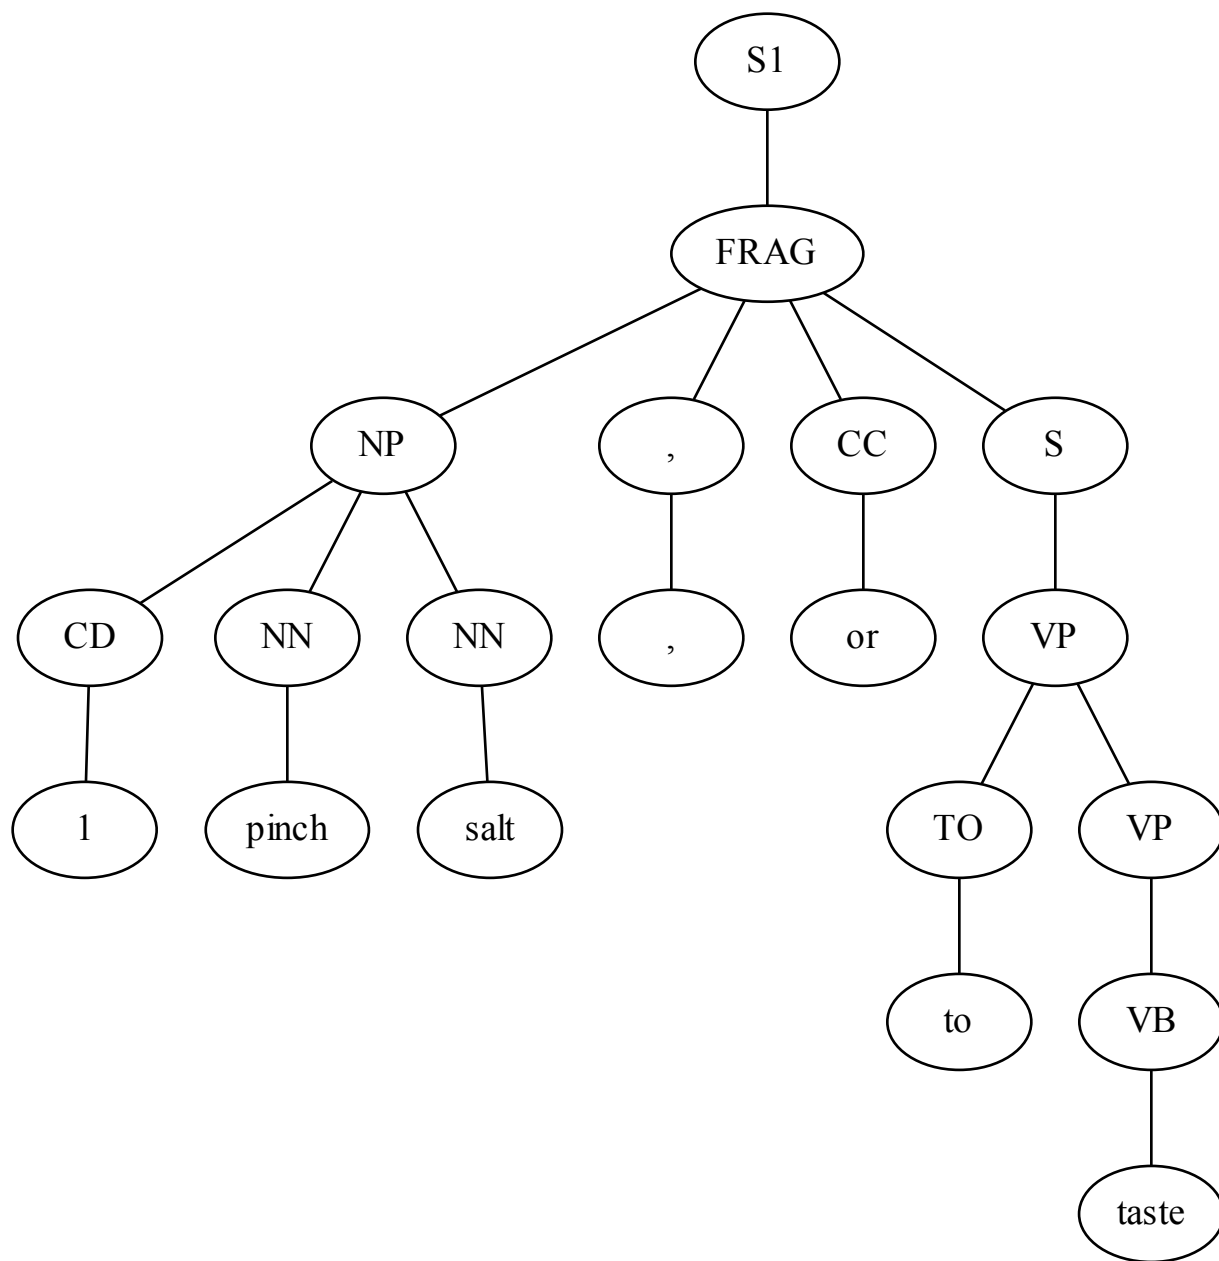 S1
FRAG
NP , CC S
CD NN NN , or VP
1 pinch salt TO VP
to VB
taste